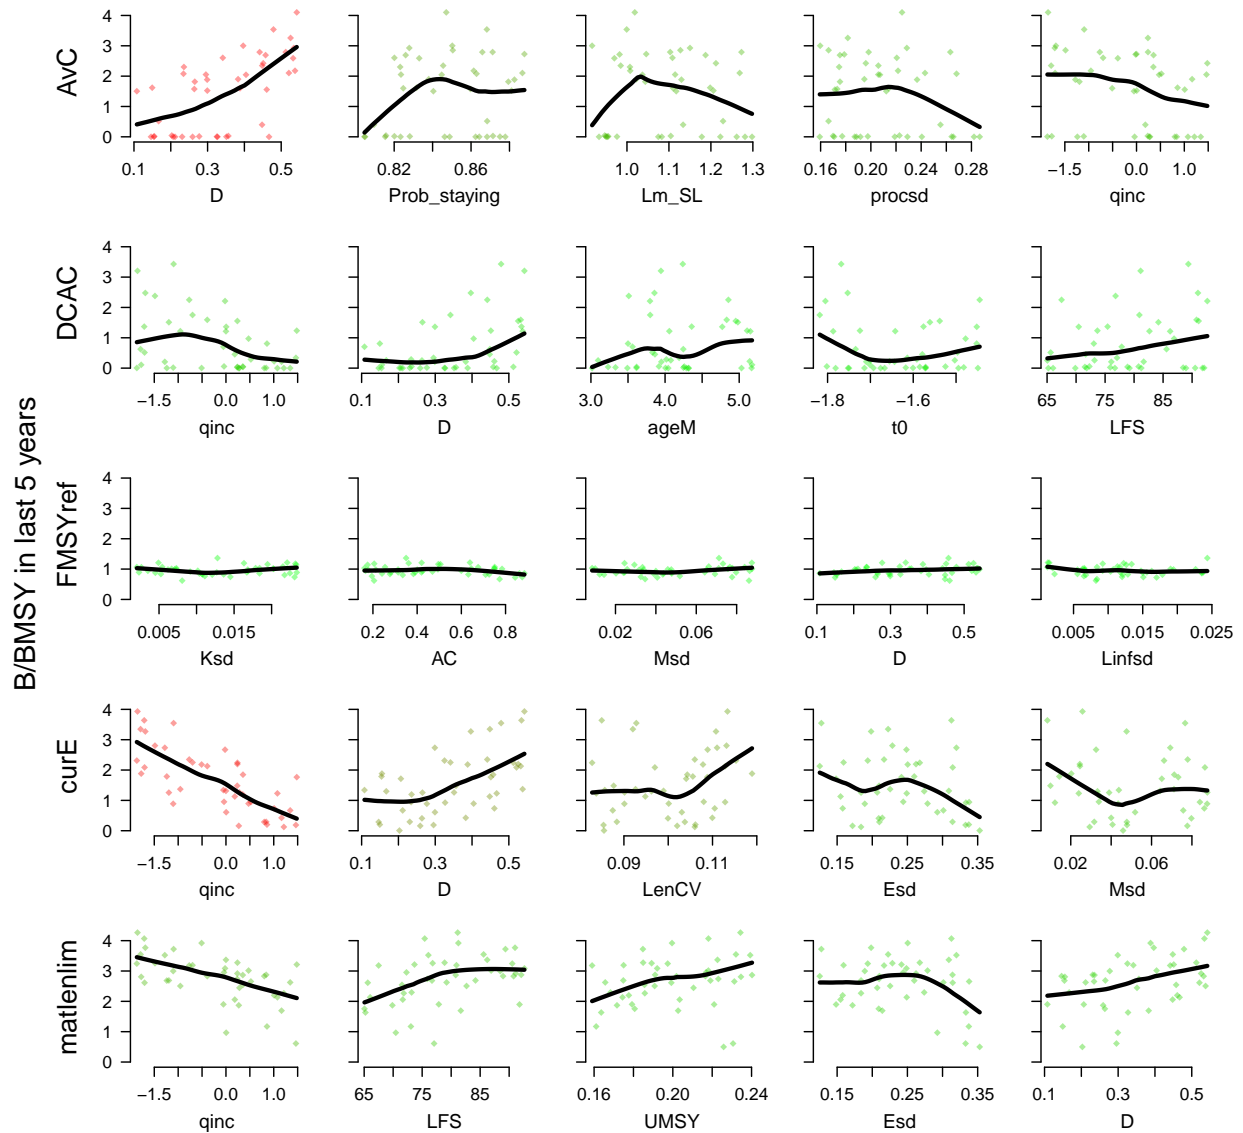 B/BMSY in last 5 years
AvC
0 1 2 3 4
0.1 0.3 0.5
D
0.82 0.86
Prob_staying
1.0 1.1 1.2 1.3
Lm_SL
0.16 0.20 0.24 0.28
procsd
−1.5 0.0 1.0
qinc
DCAC
0 1 2 3 4
−1.5 0.0 1.0
qinc
0.1 0.3 0.5
D
3.0 4.0 5.0
ageM
−1.8 −1.6
t0
65 75 85
LFS
FMSYref
0 1 2 3 4
0.005 0.015
Ksd
0.2 0.4 0.6 0.8
AC
0.02 0.06
Msd
0.1 0.3 0.5
D
0.005 0.015 0.025
Linfsd
curE
0 1 2 3 4
−1.5 0.0 1.0
qinc
0.1 0.3 0.5
D
0.09 0.11
LenCV
0.15 0.25 0.35
Esd
0.02 0.06
Msd
matlenlim
0 1 2 3 4
−1.5 0.0 1.0
qinc
65 75 85
LFS
0.16 0.20 0.24
UMSY
0.15 0.25 0.35
Esd
0.1 0.3 0.5
D